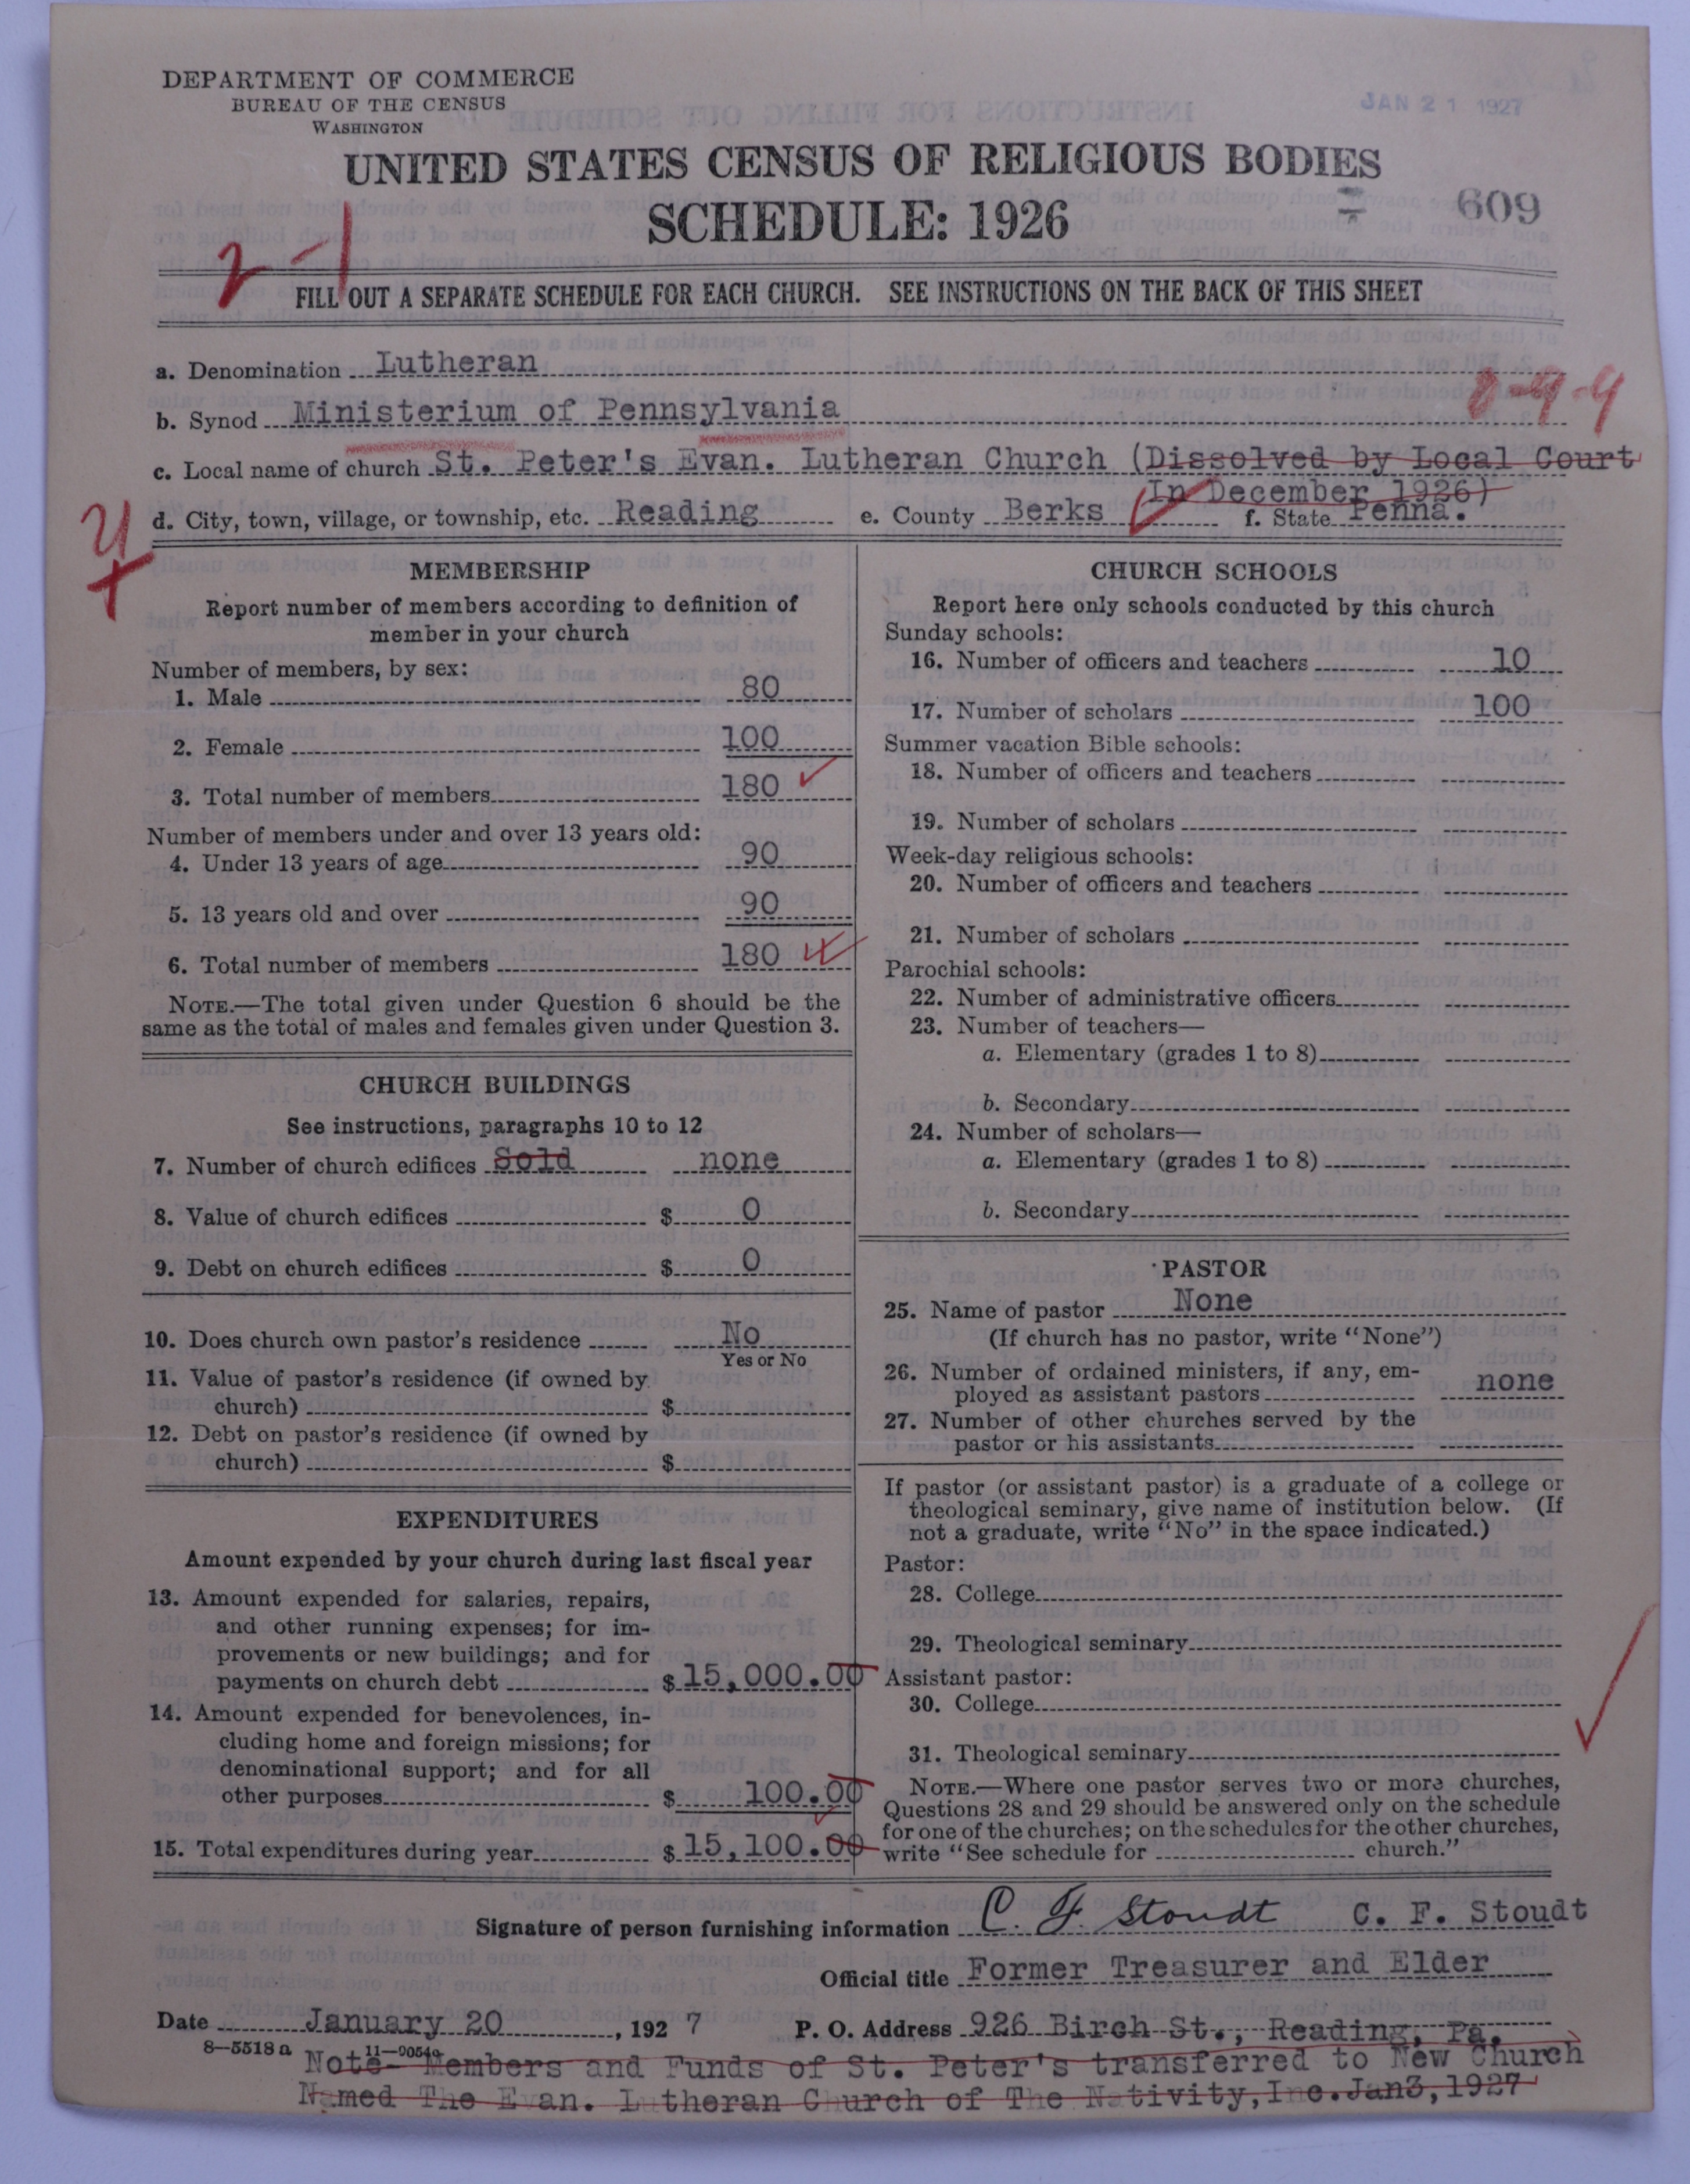 DEPARTMENT OF COMMERCE
BUREAU OF THE CENSUS
WASHINGTON
JAN 21 1927
UNITED STATES CENSUS OF RELIGIOUS BODIES
SCHEDULE: 1926
609
2-1
FILL OUT A SEPARATE SCHEDULE FOR EACH CHURCH. SEE INSTRUCTIONS ON THE BACK OF THIS SHEET
a. Denomination Lutheran
b. Synod Ministerium of Pennsylvania
8-9-4
c. Local name of church St. Peter's Evan. Lutheran Church (Dissolved by Local Court
In December 1926)
d. City, town, village, or township, etc. Reading e. County Berks f. State Penna.
MEMBERSHIP
Report number of members according to definition of
member in your church
Number of members, by sex:
1. Male 80
2. Female 100
3. Total number of members 180
Number of members under and over 13 years old:
4. Under 13 years of age 90
5. 13 years old and over 90
6. Total number of members 180
NOTE.—The total given under Question 6 should be the
same as the total of males and females given under Question 3.
CHURCH BUILDINGS
See instructions, paragraphs 10 to 12
7. Number of church edifices Sold none
8. Value of church edifices $ 0
9. Debt on church edifices $ 0
10. Does church own pastor's residence No
Yes or No
11. Value of pastor's residence (if owned by
church) $
12. Debt on pastor's residence (if owned by
church) $
EXPENDITURES
Amount expended by your church during last fiscal year
13. Amount expended for salaries, repairs,
and other running expenses; for im-
provements or new buildings; and for
payments on church debt $ 15,000.00
14. Amount expended for benevolences, in-
cluding home and foreign missions; for
denominational support; and for all
other purposes $ 100.00
15. Total expenditures during year $ 15,100.00
CHURCH SCHOOLS
Report here only schools conducted by this church
Sunday schools:
16. Number of officers and teachers 10
17. Number of scholars 100
Summer vacation Bible schools:
18. Number of officers and teachers
19. Number of scholars
Week-day religious schools:
20. Number of officers and teachers
21. Number of scholars
Parochial schools:
22. Number of administrative officers
23. Number of teachers—
a. Elementary (grades 1 to 8)
b. Secondary
24. Number of scholars—
a. Elementary (grades 1 to 8)
b. Secondary
PASTOR
25. Name of pastor None
(If church has no pastor, write "None")
26. Number of ordained ministers, if any, em-
ployed as assistant pastors none
27. Number of other churches served by the
pastor or his assistants
If pastor (or assistant pastor) is a graduate of a college or
theological seminary, give name of institution below. (If
not a graduate, write "No" in the space indicated.)
Pastor:
28. College
29. Theological seminary
Assistant pastor:
30. College
31. Theological seminary
NOTE.—Where one pastor serves two or more churches,
Questions 28 and 29 should be answered only on the schedule
for one of the churches; on the schedules for the other churches,
write "See schedule for church."
Signature of person furnishing information C. F. Stoudt C. F. Stoudt
Official title Former Treasurer and Elder
Date January 20, 1927 P. O. Address 926 Birch St., Reading, Pa.
8—5518a 11—9054a
Note- Members and Funds of St. Peter's transferred to New Church
Named The Evan. Lutheran Church of The Nativity, Inc. Jan3, 1927